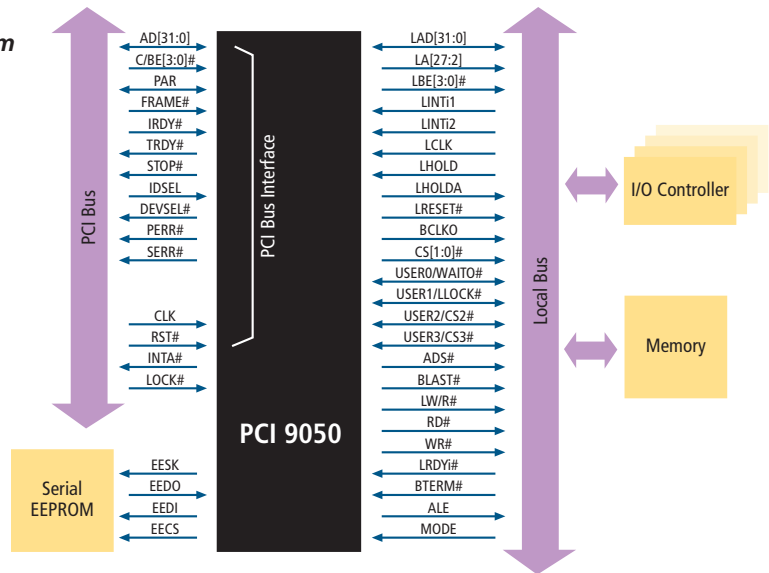 m
AD[31:0]
C/BE[3:0]#
PAR
FRAME#
IRDY#
TRDY#
STOP#
IDSEL
DEVSEL#
PERR#
SERR#
CLK
RST#
INTA#
LOCK#
PCI Bus
Serial
EEPROM
EESK
EEDO
EEDI
EECS
PCI Bus Interface
PCI 9050
LAD[31:0]
LA[27:2]
LBE[3:0]#
LINTi1
LINTi2
LCLK
LHOLD
LHOLDA
LRESET#
BCLKO
CS[1:0]#
USER0/WAITO#
USER1/LLOCK#
USER2/CS2#
USER3/CS3#
ADS#
BLAST#
LW/R#
RD#
WR#
LRDYi#
BTERM#
ALE
MODE
Local Bus
I/O Controller
Memory